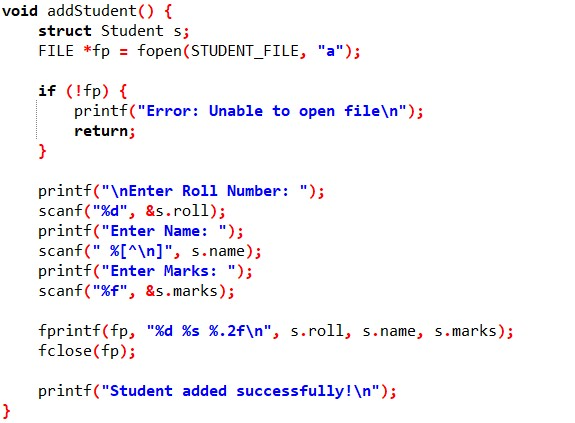 void addStudent() {
    struct Student s;
    FILE *fp = fopen(STUDENT_FILE, "a");

    if (!fp) {
        printf("Error: Unable to open file\n");
        return;
    }

    printf("\nEnter Roll Number: ");
    scanf("%d", &s.roll);
    printf("Enter Name: ");
    scanf(" %[^\n]", s.name);
    printf("Enter Marks: ");
    scanf("%f", &s.marks);

    fprintf(fp, "%d %s %.2f\n", s.roll, s.name, s.marks);
    fclose(fp);

    printf("Student added successfully!\n");
}